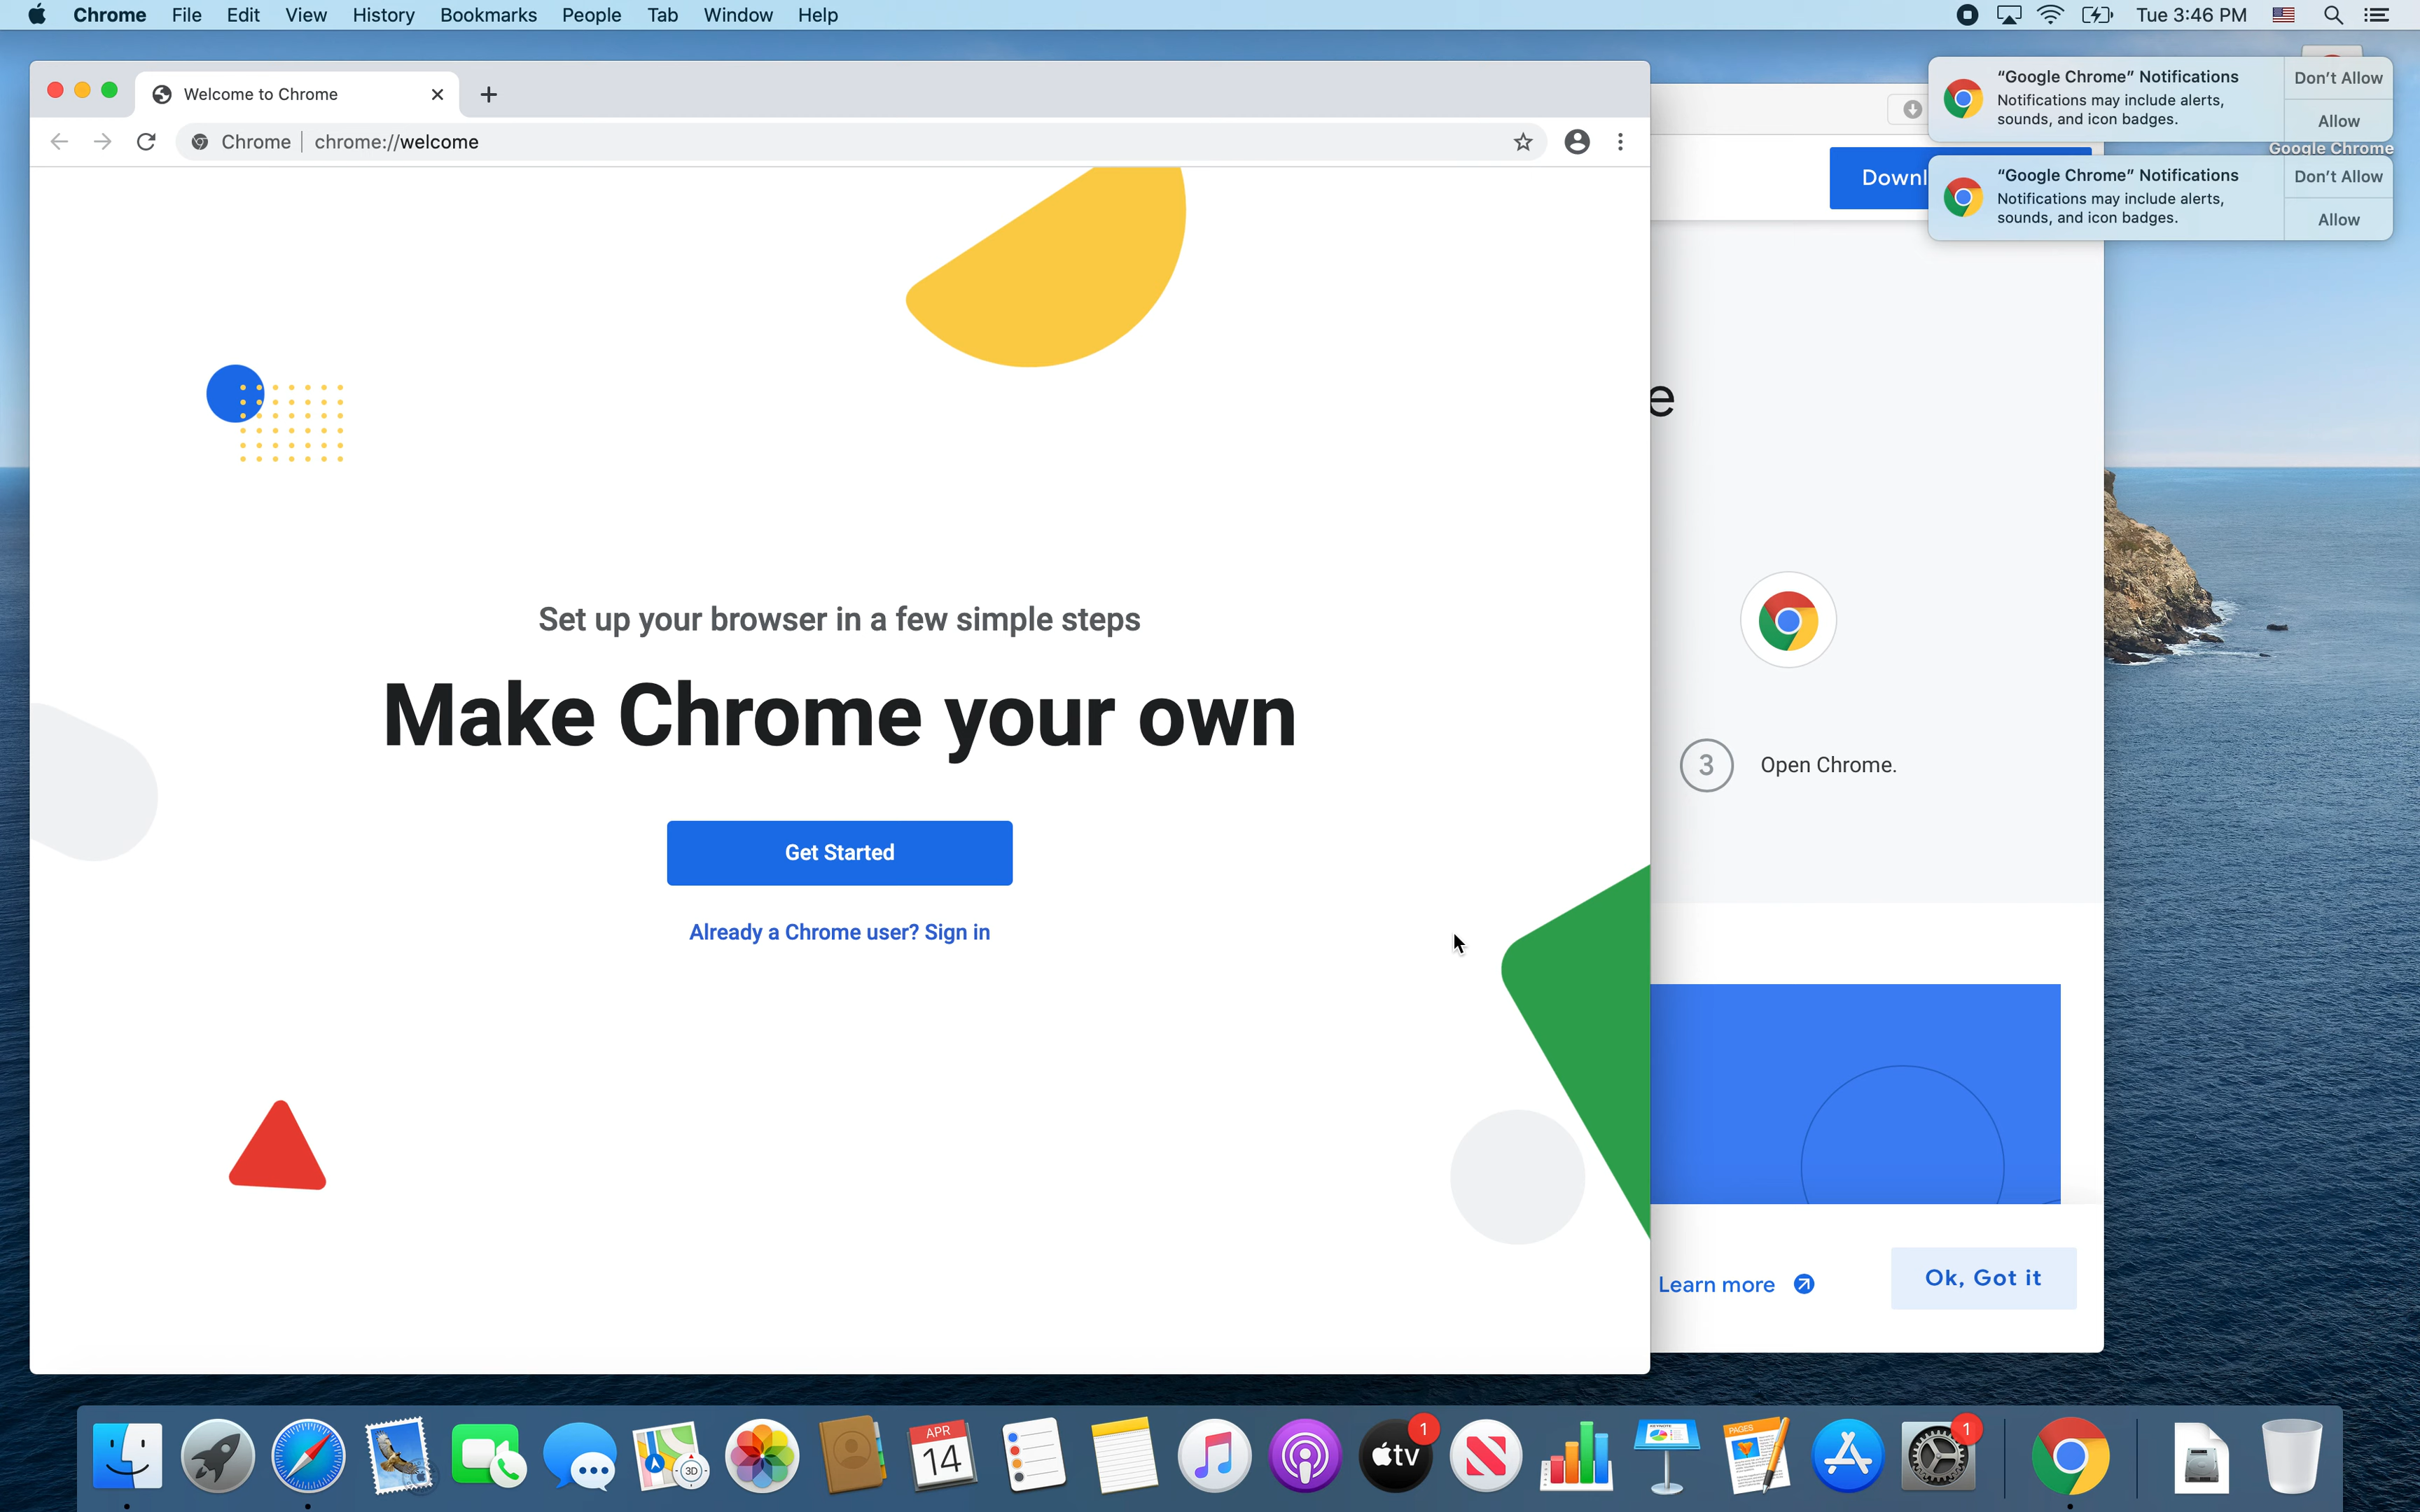 Chrome File Edit View History Bookmarks People Tab Window Help
Tue 3:46 PM
Welcome to Chrome
Chrome | chrome://welcome
Set up your browser in a few simple steps
Make Chrome your own
Get Started
Already a Chrome user? Sign in
“Google Chrome” Notifications
Notifications may include alerts,
sounds, and icon badges.
Don’t Allow
Allow
Google Chrome
“Google Chrome” Notifications
Notifications may include alerts,
sounds, and icon badges.
Don’t Allow
Allow
Downl
e
3 Open Chrome.
Learn more
Ok, Got it
3D
APR
14
tv
1
KEYNOTE
PAGES
1